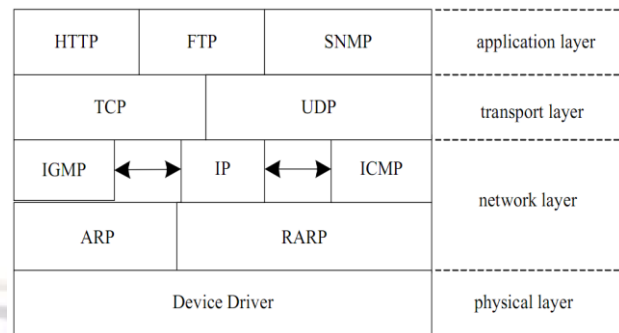 HTTP FTP SNMP application layer
TCP UDP transport layer
IGMP IP ICMP
network layer
ARP RARP
Device Driver physical layer